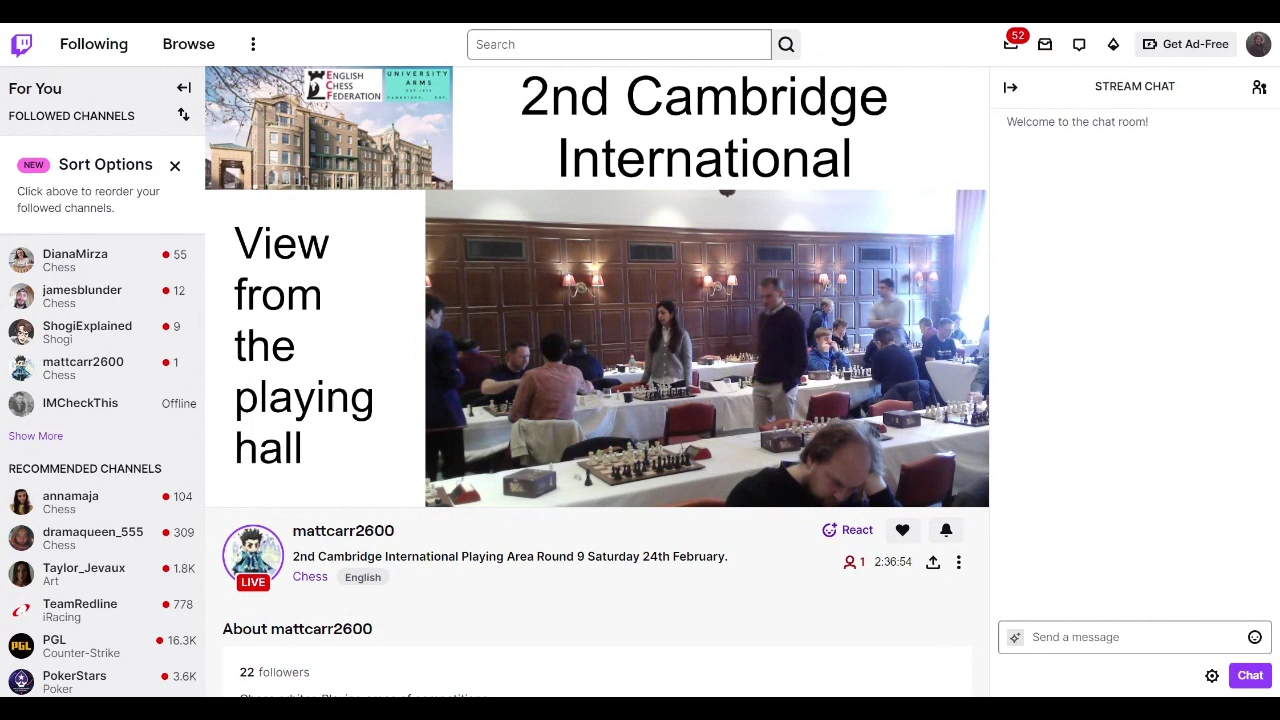 Following
Browse
Search
52
Get Ad-Free
For You
FOLLOWED CHANNELS
NEW Sort Options
Click above to reorder your
followed channels.
DianaMirza 55
Chess
jamesblunder 12
Chess
ShogiExplained 9
Shogi
mattcarr2600 1
Chess
IMCheckThis Offline
Show More
RECOMMENDED CHANNELS
annamaja 104
Chess
dramaqueen_555 309
Chess
Taylor_Jevaux 1.8K
Art
TeamRedline 778
iRacing
PGL 16.3K
Counter-Strike
PokerStars 3.6K
Poker
ENGLISH
CHESS
FEDERATION
UNIVERSITY
ARMS
2nd Cambridge
International
View
from
the
playing
hall
LIVE
mattcarr2600
2nd Cambridge International Playing Area Round 9 Saturday 24th February.
Chess English
React
1 2:36:54
About mattcarr2600
22 followers
STREAM CHAT
Welcome to the chat room!
Send a message
Chat